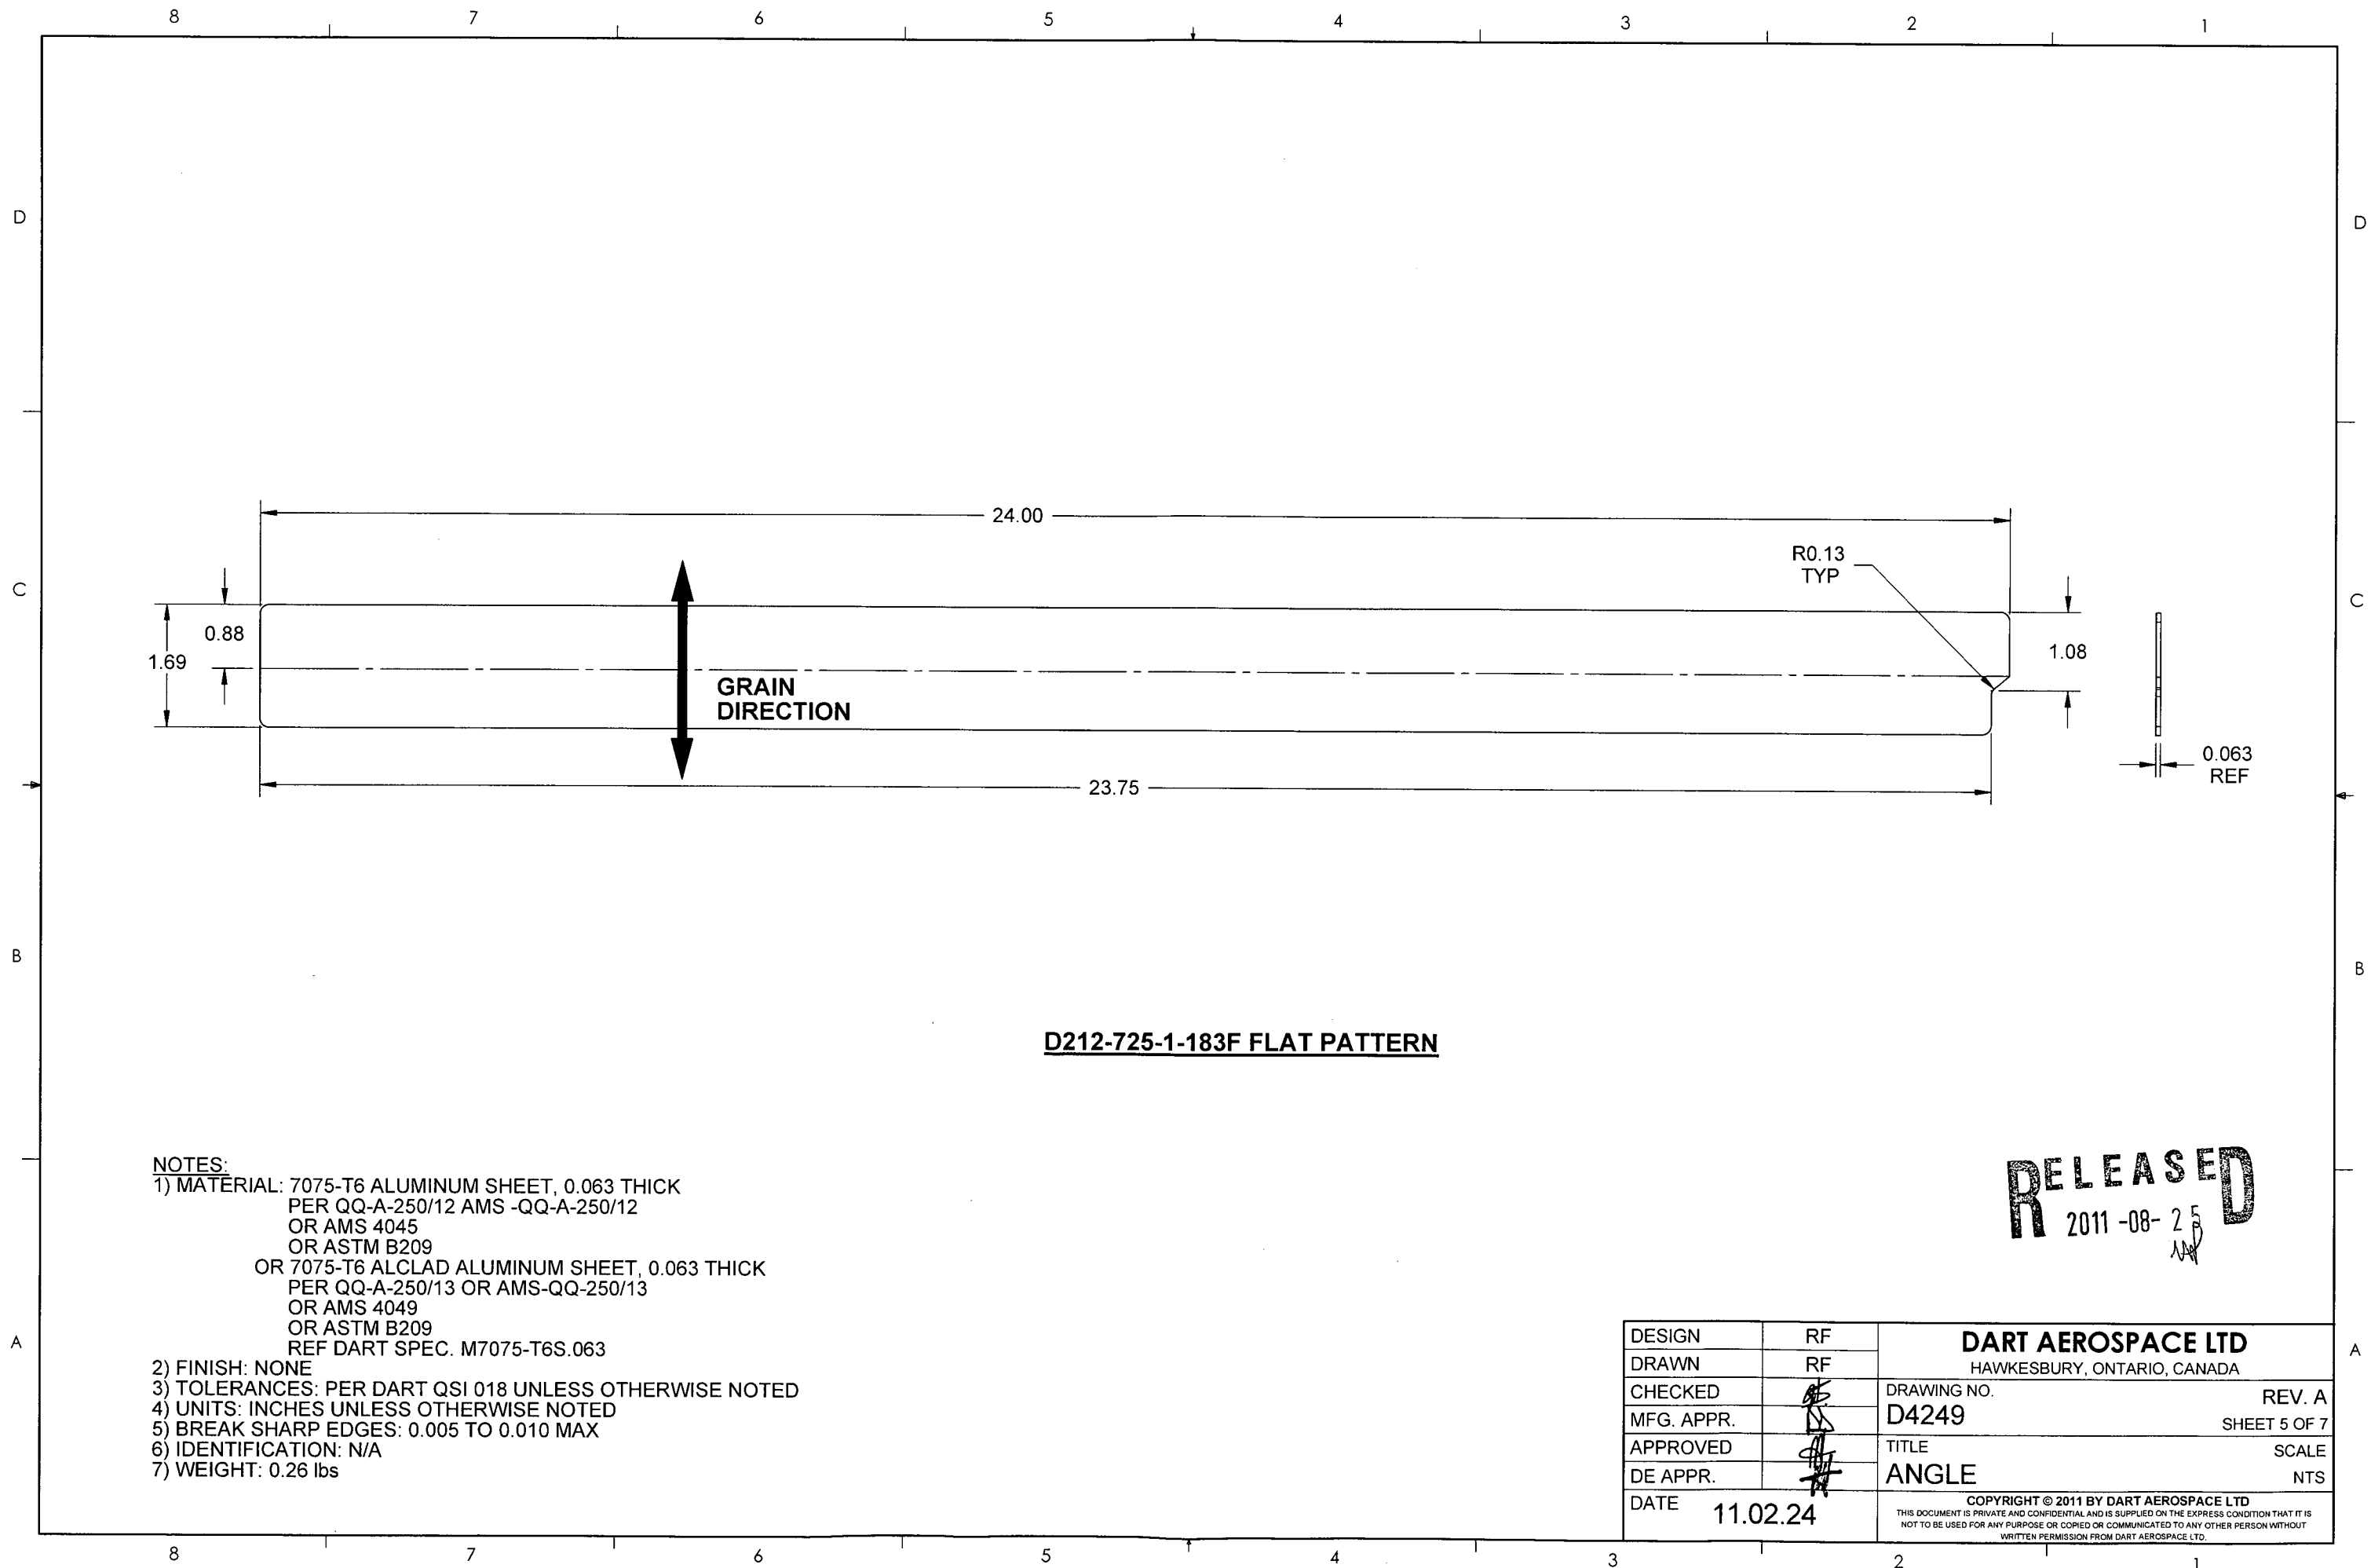 8 7 6 5 4 3 2 1
D D
24.00
R0.13
TYP
C C
0.88
1.69
1.08
GRAIN
DIRECTION
0.063
REF
23.75
B B
D212-725-1-183F FLAT PATTERN
NOTES:
1) MATERIAL: 7075-T6 ALUMINUM SHEET, 0.063 THICK
PER QQ-A-250/12 AMS -QQ-A-250/12
OR AMS 4045
OR ASTM B209
OR 7075-T6 ALCLAD ALUMINUM SHEET, 0.063 THICK
PER QQ-A-250/13 OR AMS-QQ-250/13
OR AMS 4049
OR ASTM B209
REF DART SPEC. M7075-T6S.063
2) FINISH: NONE
3) TOLERANCES: PER DART QSI 018 UNLESS OTHERWISE NOTED
4) UNITS: INCHES UNLESS OTHERWISE NOTED
5) BREAK SHARP EDGES: 0.005 TO 0.010 MAX
6) IDENTIFICATION: N/A
7) WEIGHT: 0.26 lbs
RELEASED
2011-08-25
A A
DESIGN RF
DRAWN RF
CHECKED
MFG. APPR.
APPROVED
DE APPR.
DATE 11.02.24
DART AEROSPACE LTD
HAWKESBURY, ONTARIO, CANADA
DRAWING NO. REV. A
D4249 SHEET 5 OF 7
TITLE SCALE
ANGLE NTS
COPYRIGHT © 2011 BY DART AEROSPACE LTD
THIS DOCUMENT IS PRIVATE AND CONFIDENTIAL AND IS SUPPLIED ON THE EXPRESS CONDITION THAT IT IS
NOT TO BE USED FOR ANY PURPOSE OR COPIED OR COMMUNICATED TO ANY OTHER PERSON WITHOUT
WRITTEN PERMISSION FROM DART AEROSPACE LTD.
8 7 6 5 4 3 2 1